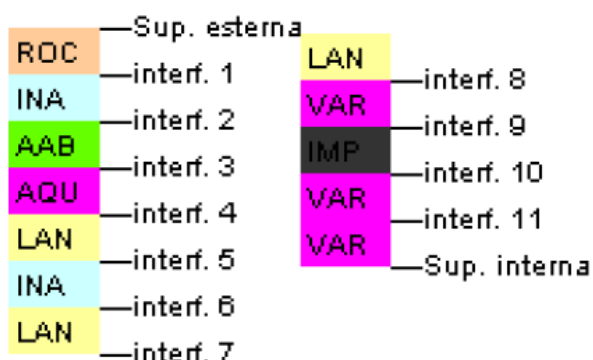 Sup. esterna
ROC
interf. 1
INA
interf. 2
AAB
interf. 3
AQU
interf. 4
LAN
interf. 5
INA
interf. 6
LAN
interf. 7
LAN
interf. 8
VAR
interf. 9
IMP
interf. 10
VAR
interf. 11
VAR
Sup. interna